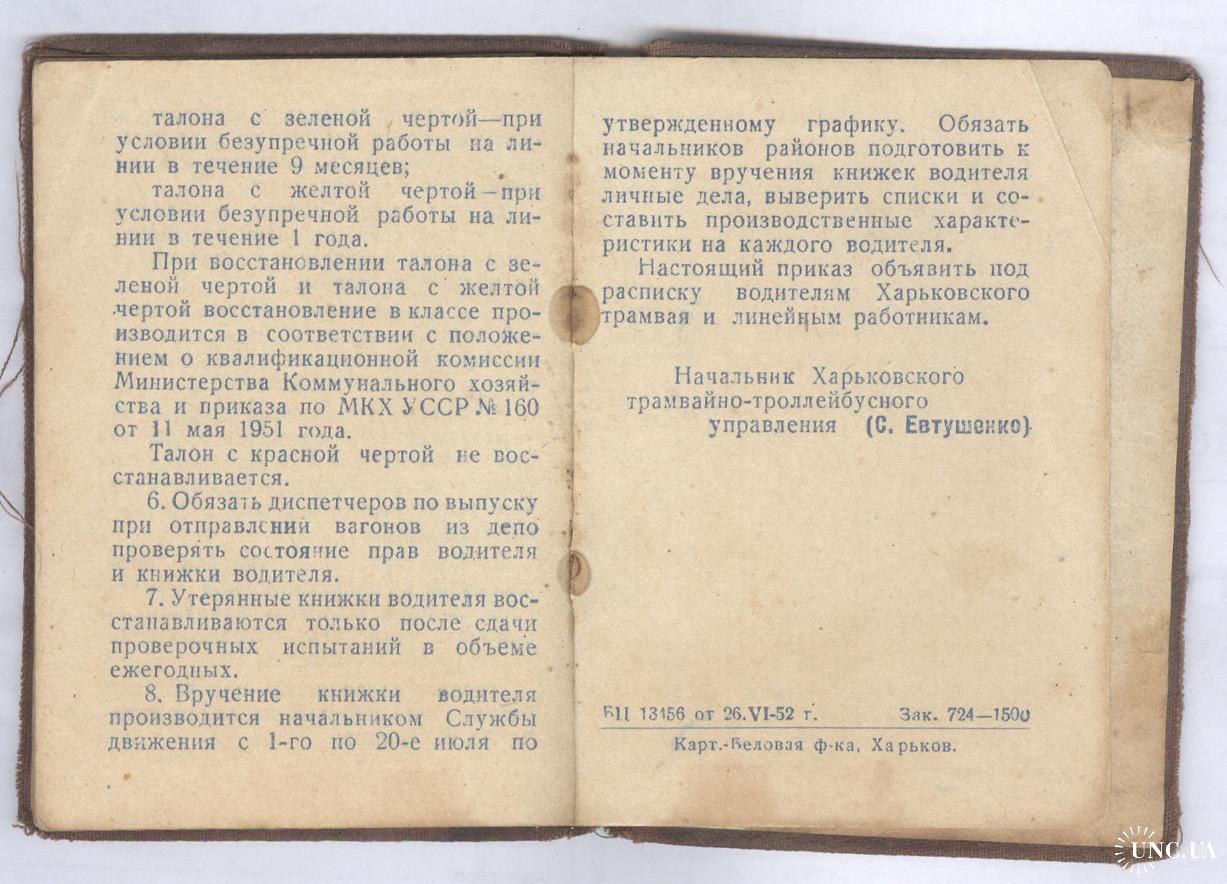 талона с зеленой чертой—при
условии безупречной работы на ли-
нии в течение 9 месяцев;
талона с желтой чертой—при
условии безупречной работы на ли-
нии в течение 1 года.
При восстановлении талона с зе-
леной чертой и талона с желтой
чертой восстановление в классе про-
изводится в соответствии с положе-
нием о квалификационной комиссии
Министерства Коммунального хозяй-
ства и приказа по МКХ УССР № 160
от 11 мая 1951 года.
Талон с красной чертой не вос-
станавливается.
6. Обязать диспетчеров по выпуску
при отправлений вагонов из депо
проверять состояние прав водителя
и книжки водителя.
7. Утерянные книжки водителя вос-
станавливаются только после сдачи
проверочных испытаний в объеме
ежегодных.
8. Вручение книжки водителя
производится начальником Службы
движения с 1-го по 20-е июля по
утвержденному графику. Обязать
начальников районов подготовить к
моменту вручения книжек водителя
личные дела, выверить списки и со-
ставить производственные характе-
ристики на каждого водителя.
Настоящий приказ объявить под
расписку водителям Харьковского
трамвая и линейным работникам.
Начальник Харьковского
трамвайно-троллейбусного
управления (С. Евтушенко)
БЦ 13156 от 26.VI-52 г. Зак. 724—1500
Карт.-Беловая ф-ка, Харьков.
UNC.UA